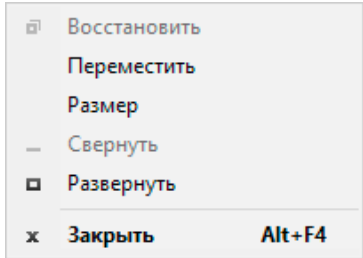 Восстановить
Переместить
Размер
Свернуть
Развернуть
Закрыть Alt+F4